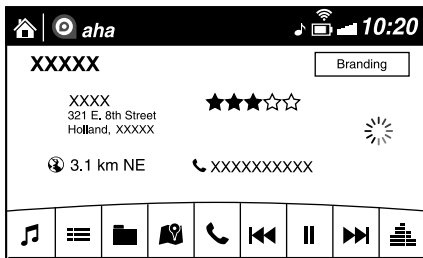 aha 10:20
XXXXX Branding
XXXX
321 E. 8th Street
Holland, XXXXX
3.1 km NE XXXXXXXXXX